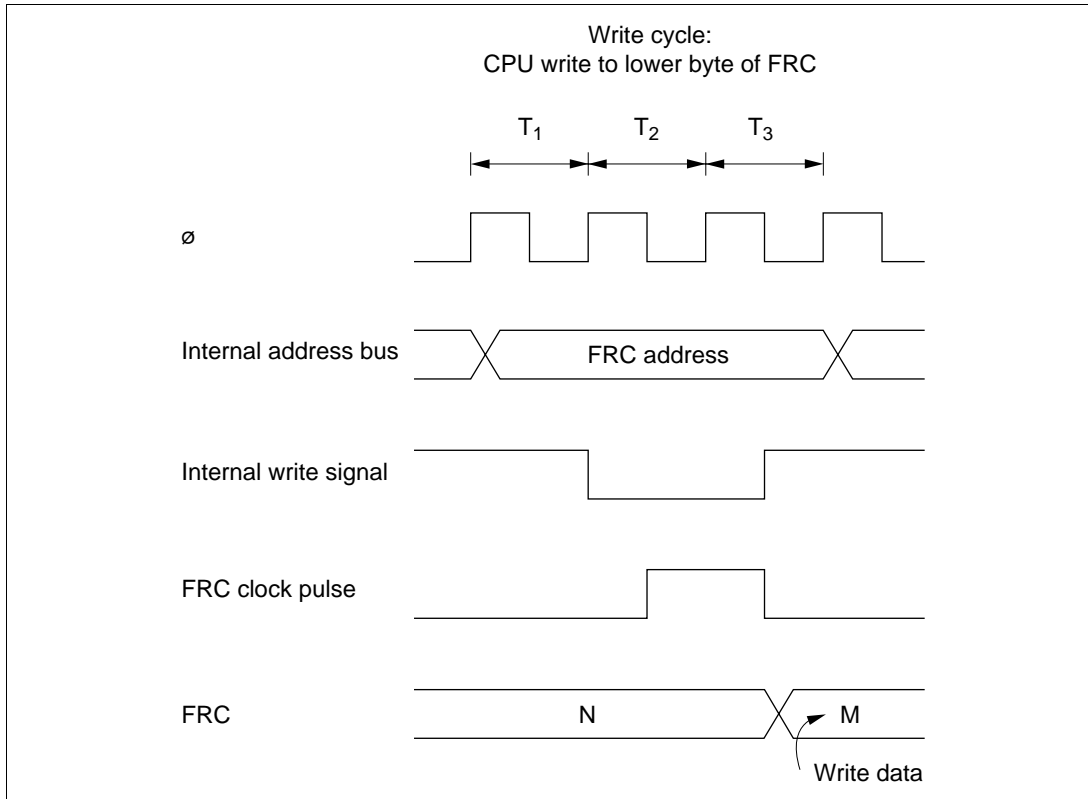 Write cycle:
CPU write to lower byte of FRC
T₁ T₂ T₃
ø
Internal address bus
FRC address
Internal write signal
FRC clock pulse
FRC
N
M
Write data